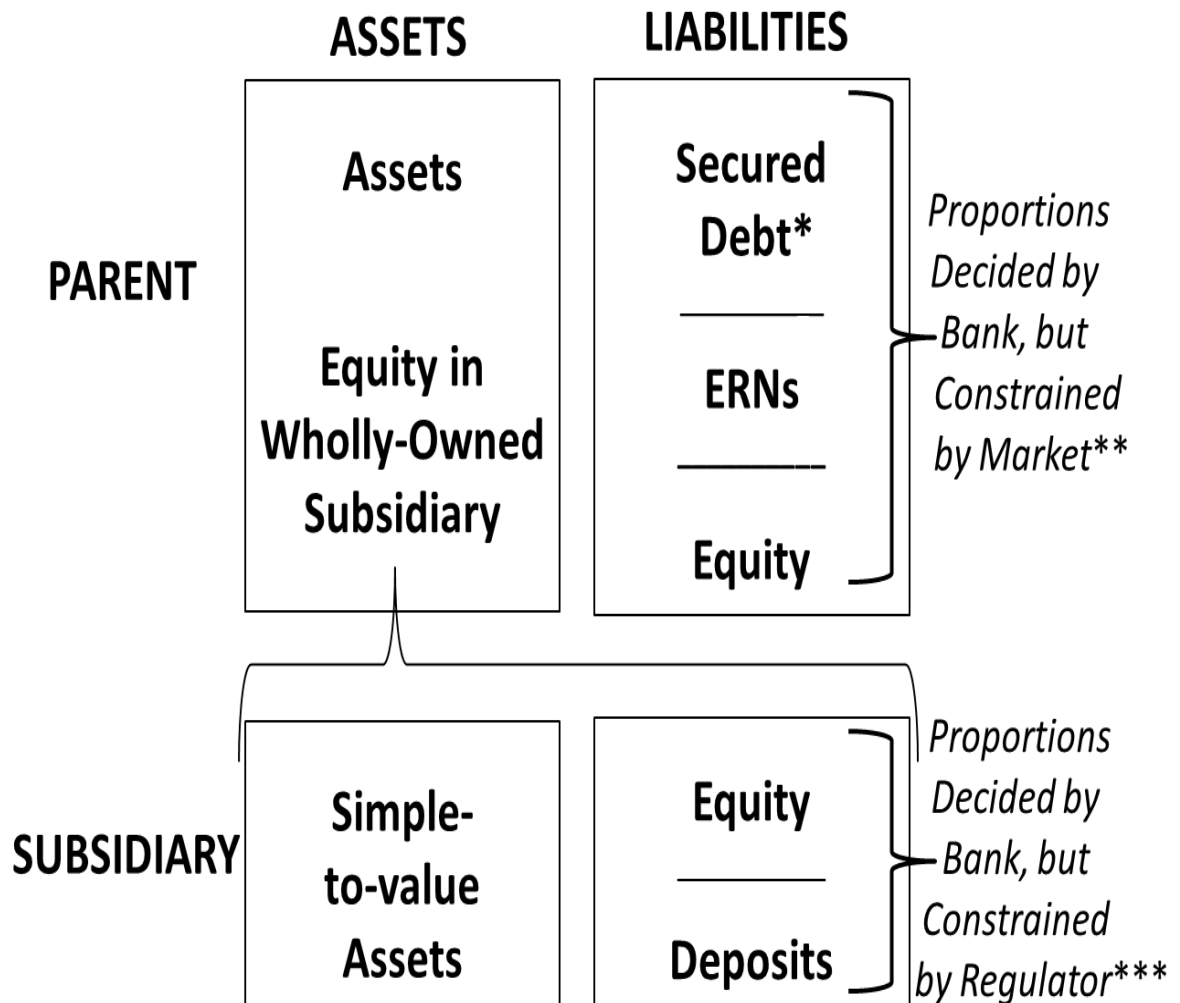 ASSETS
LIABILITIES
PARENT
Assets
Equity in
Wholly-Owned
Subsidiary
Secured
Debt*
ERNs
Equity
Proportions
Decided by
Bank, but
Constrained
by Market**
SUBSIDIARY
Simple-
to-value
Assets
Equity
Deposits
Proportions
Decided by
Bank, but
Constrained
by Regulator***